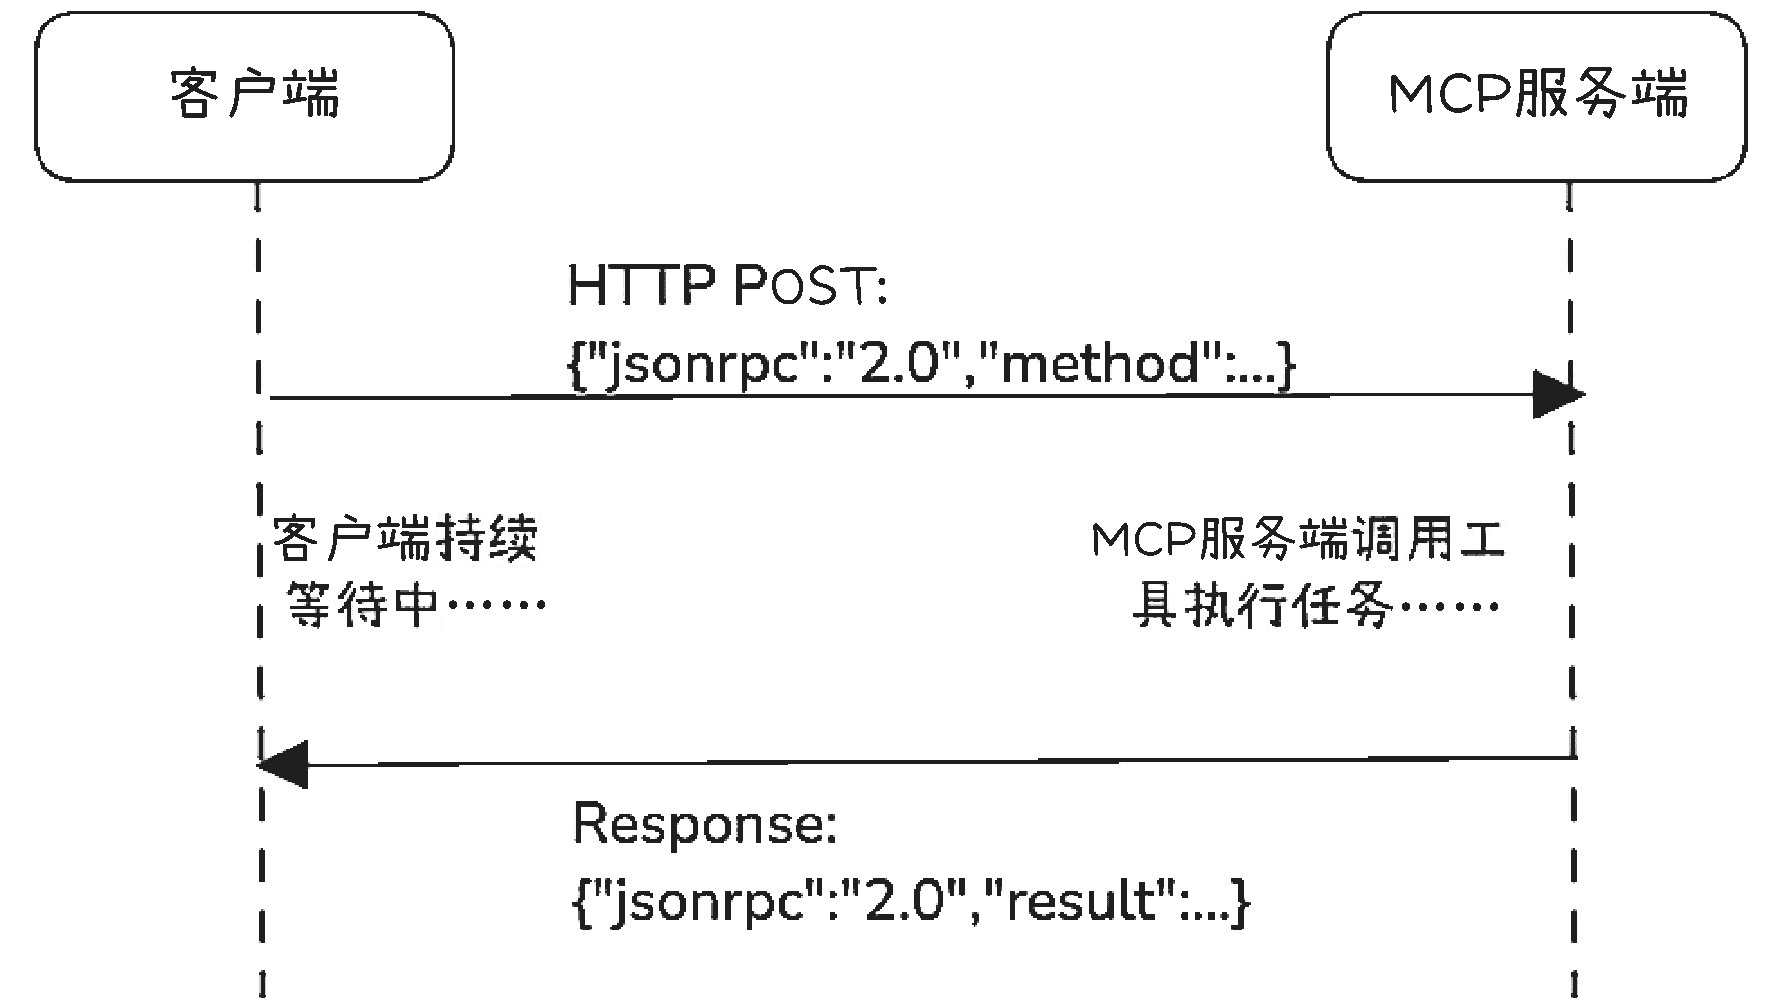 客户端
MCP服务端
HTTP POST:
{"jsonrpc":"2.0","method":...}
客户端持续
等待中……
MCP服务端调用工
具执行任务……
Response:
{"jsonrpc":"2.0","result":...}